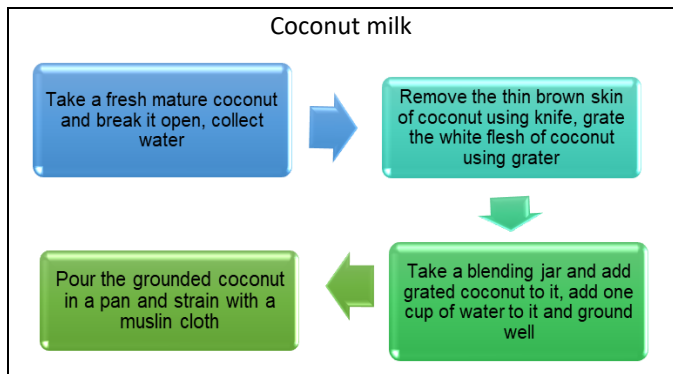 Coconut milk
Take a fresh mature coconut
and break it open, collect
water
Remove the thin brown skin
of coconut using knife, grate
the white flesh of coconut
using grater
Take a blending jar and add
grated coconut to it, add one
cup of water to it and ground
well
Pour the grounded coconut
in a pan and strain with a
muslin cloth